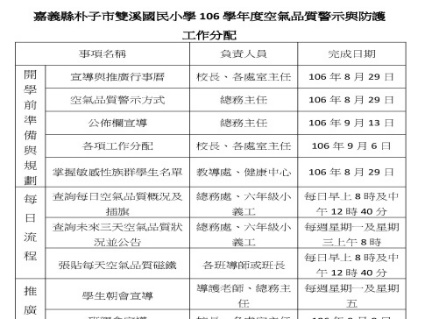 嘉義縣朴子市雙溪國民小學 106 學年度空氣品質警示與防護
工作分配
事項名稱 負責人員 完成日期
開學前準備與規劃
宣導與推廣行事曆 校長、各處室主任 106 年 8 月 29 日
空氣品質警示方式 總務主任 106 年 8 月 29 日
公佈欄宣導 總務主任 106 年 9 月 13 日
各項工作分配 校長、各處室主任 106 年 9 月 6 日
掌握敏感性族群學生名單 教導處、健康中心 106 年 8 月 29 日
每日流程
查詢每日空氣品質概況及 總務處、六年級小 每日早上 8 時及中
插旗 義工 午 12 時 40 分
查詢未來三天空氣品質狀 總務處、六年級小 每週星期一及星期
況並公告 義工 三上午 8 時
張貼每天空氣品質磁鐵 各班導師或班長 每日早上 8 時及中
午 12 時 40 分
推廣
學生朝會宣導 導護老師、總務主 每週星期一及星期
任 五